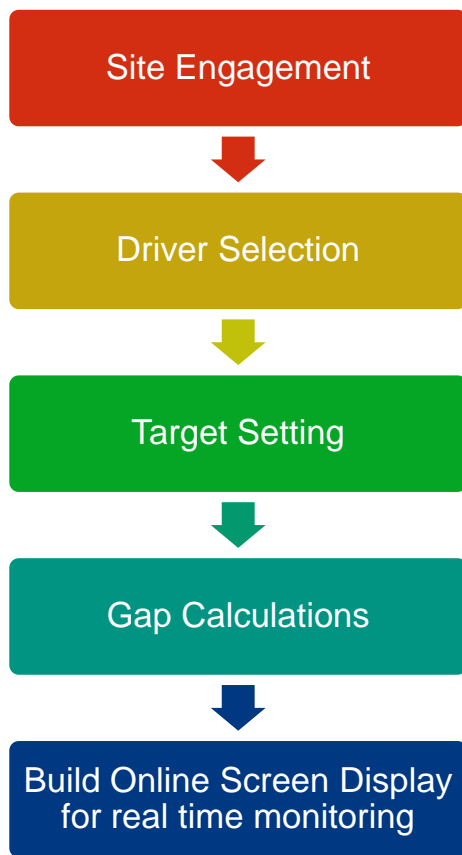 Site Engagement
Driver Selection
Target Setting
Gap Calculations
Build Online Screen Display
for real time monitoring